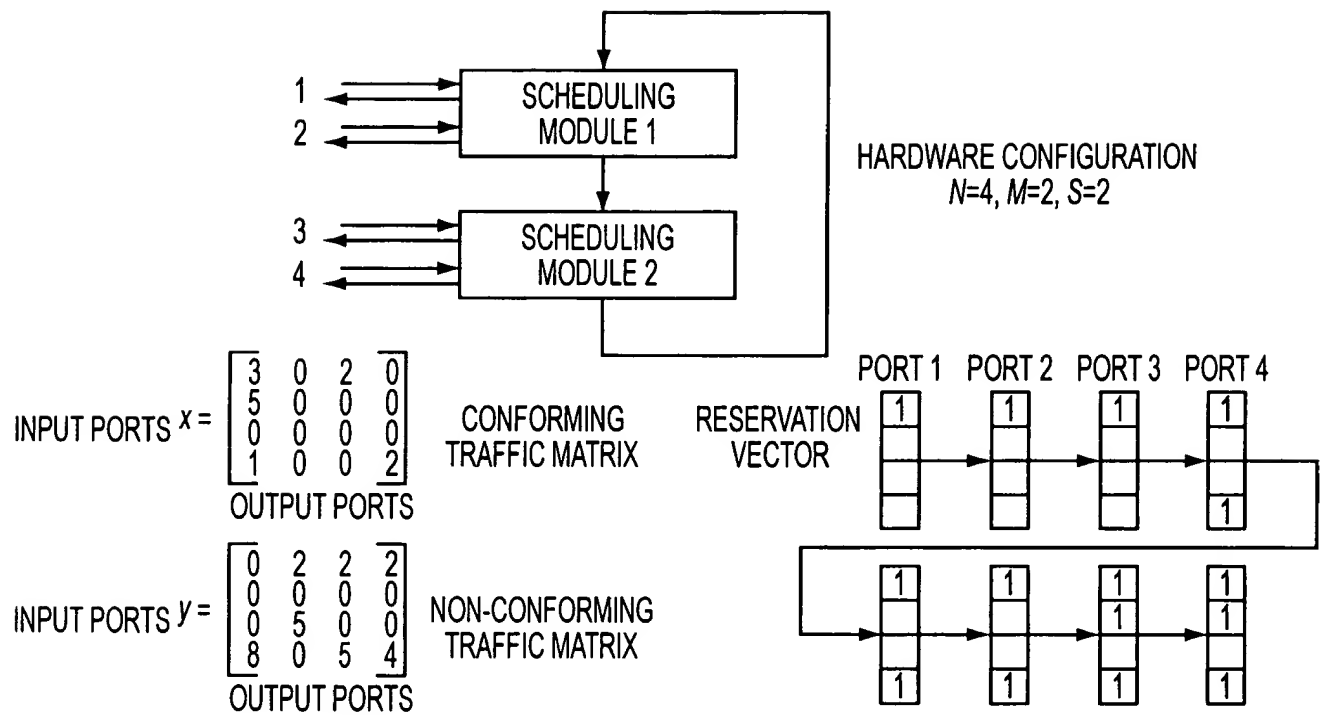 1
2
SCHEDULING
MODULE 1
3
4
SCHEDULING
MODULE 2
HARDWARE CONFIGURATION
N=4, M=2, S=2
INPUT PORTS x =
3 0 2 0
5 0 0 0
0 0 0 0
1 0 0 2
OUTPUT PORTS
CONFORMING
TRAFFIC MATRIX
INPUT PORTS y =
0 2 2 2
0 0 0 0
0 5 0 0
8 0 5 4
OUTPUT PORTS
NON-CONFORMING
TRAFFIC MATRIX
RESERVATION
VECTOR
PORT 1 PORT 2 PORT 3 PORT 4
1 1 1 1
1
1 1 1 1
1 1
1 1 1 1